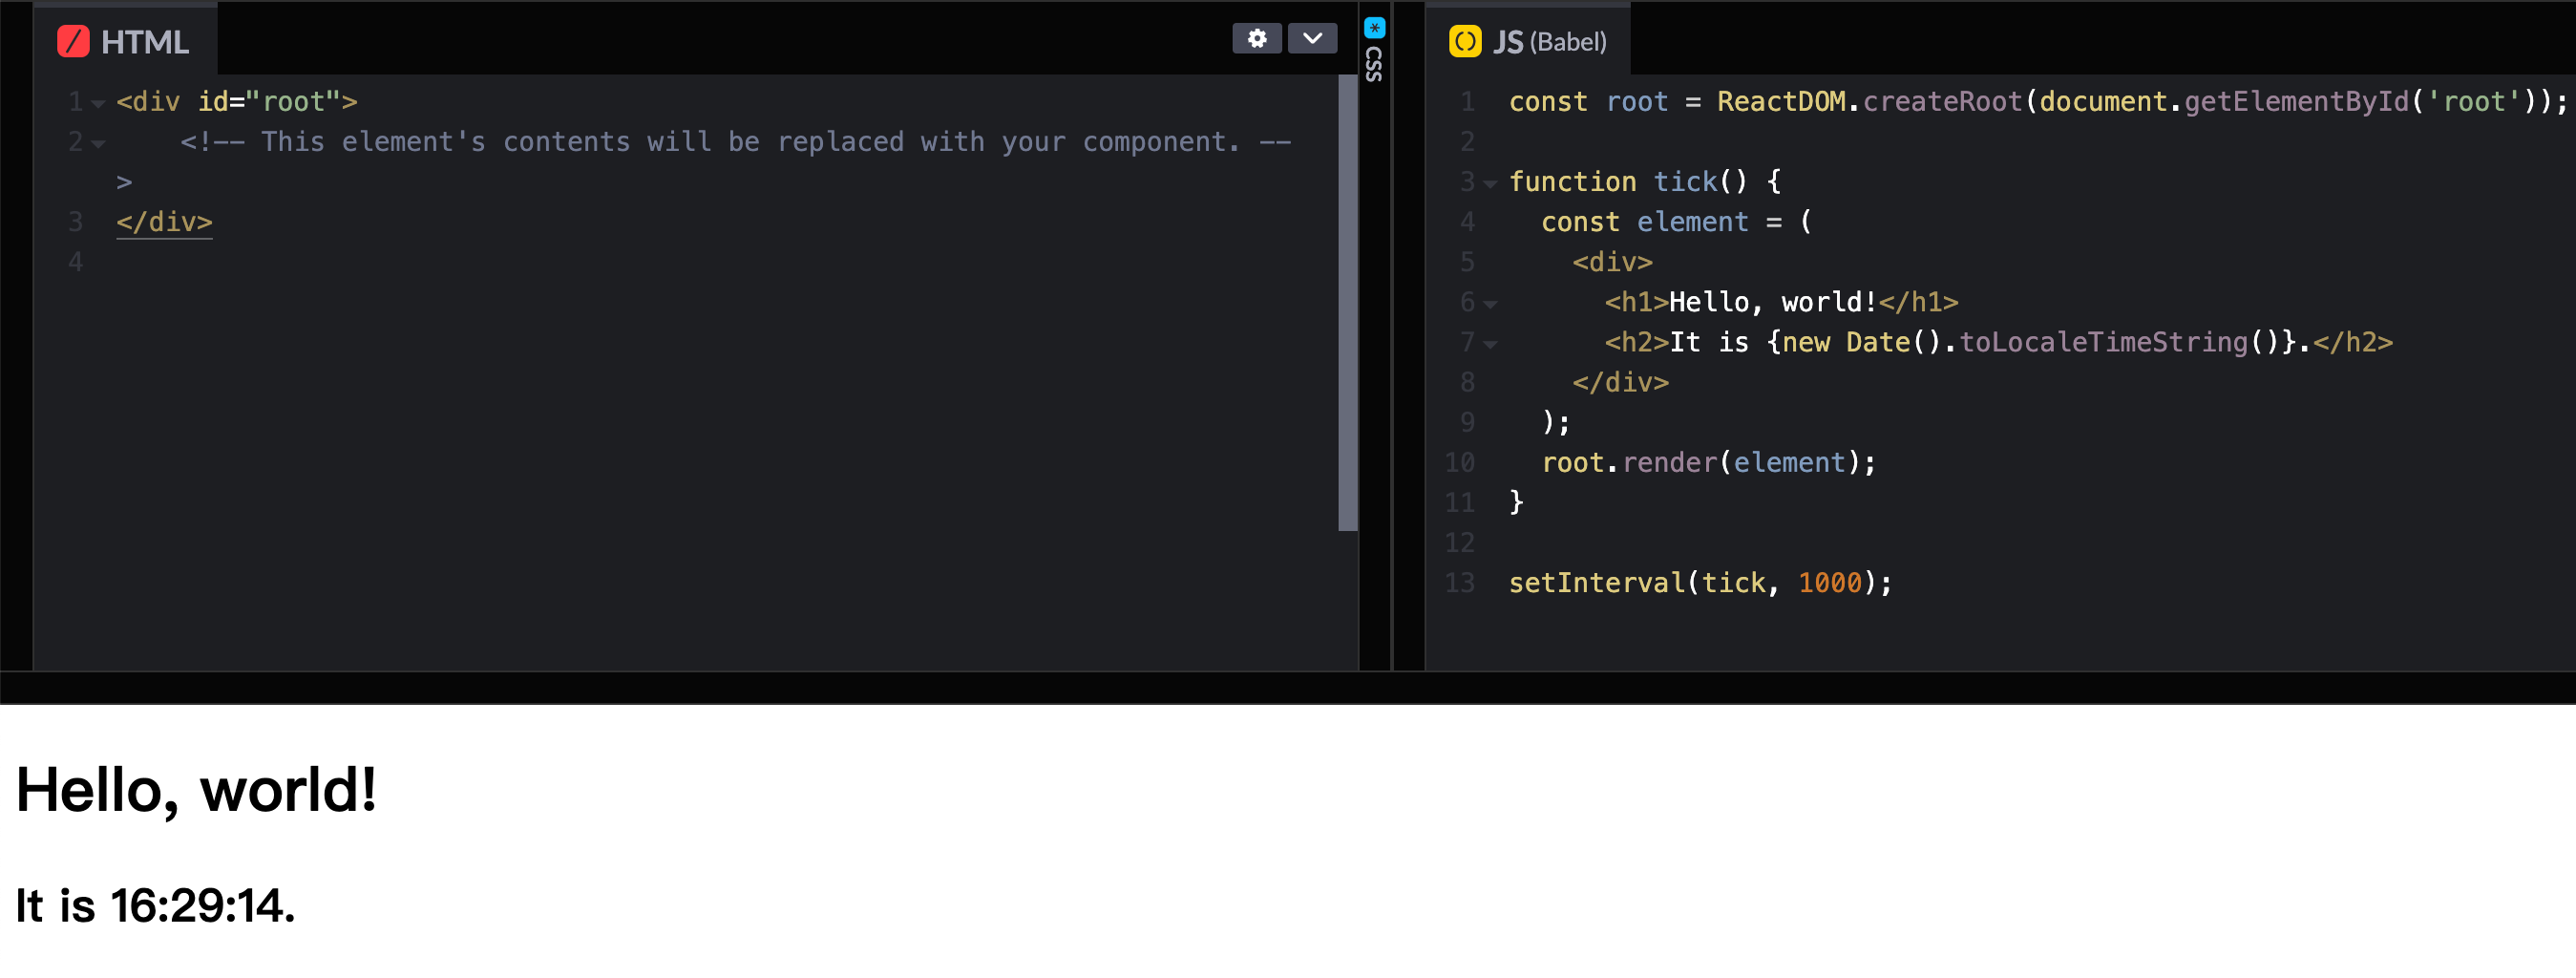 HTML
1 <div id="root">
2     <!-- This element's contents will be replaced with your component. --
>
3 </div>
4
* CSS
JS (Babel)
1 const root = ReactDOM.createRoot(document.getElementById('root'));
2
3 function tick() {
4   const element = (
5     <div>
6       <h1>Hello, world!</h1>
7       <h2>It is {new Date().toLocaleTimeString()}.</h2>
8     </div>
9   );
10   root.render(element);
11 }
12
13 setInterval(tick, 1000);
Hello, world!
It is 16:29:14.